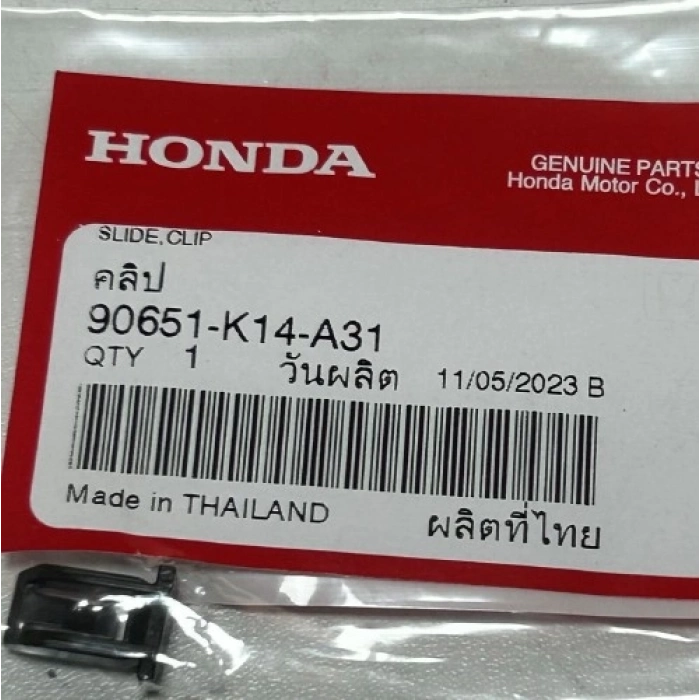 HONDA
GENUINE PARTS
Honda Motor Co.,
SLIDE,CLIP
คลิป
90651-K14-A31
QTY 1 วันผลิต 11/05/2023 B
Made in THAILAND ผลิตที่ไทย